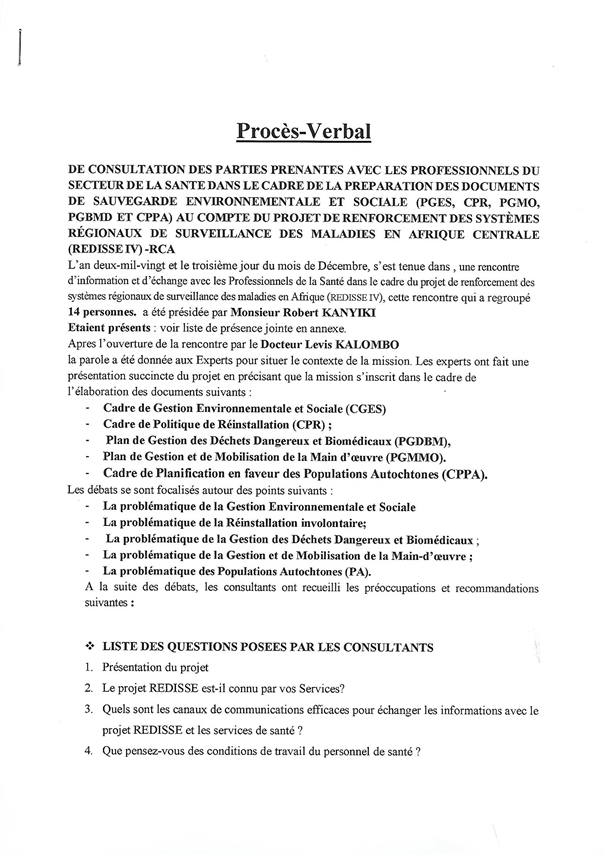 Procès-Verbal
DE CONSULTATION DES PARTIES PRENANTES AVEC LES PROFESSIONNELS DU
SECTEUR DE LA SANTE DANS LE CADRE DE LA PREPARATION DES DOCUMENTS
DE SAUVEGARDE ENVIRONNEMENTALE ET SOCIALE (PGES, CPR, PGMO,
PGBMD ET CPPA) AU COMPTE DU PROJET DE RENFORCEMENT DES SYSTÈMES
RÉGIONAUX DE SURVEILLANCE DES MALADIES EN AFRIQUE CENTRALE
(REDISSE IV) -RCA
L'an deux-mil-vingt et le troisième jour du mois de Décembre, s'est tenue dans , une rencontre
d'information et d'échange avec les Professionnels de la Santé dans le cadre du projet de renforcement des
systèmes régionaux de surveillance des maladies en Afrique (REDISSE IV), cette rencontre qui a regroupé
14 personnes. a été présidée par Monsieur Robert KANYIKI
Etaient présents : voir liste de présence joint en annexe.
Apres l'ouverture de la rencontre par le Docteur Levis KALOMBO
la parole a été donnée aux Experts pour situer le contexte de la mission. Les experts ont fait une
présentation succincte du projet en précisant que la mission s'inscrit dans le cadre de
l'élaboration des documents suivants :
- Cadre de Gestion Environnementale et Sociale (CGES)
- Cadre de Politique de Réinstallation (CPR) ;
- Plan de Gestion des Déchets Dangereux et Biomédicaux (PGDBM),
- Plan de Gestion et de Mobilisation de la Main d'œuvre (PGMMO).
- Cadre de Planification en faveur des Populations Autochtones (CPPA).
Les débats se sont focalisés autour des points suivants :
- La problématique de la Gestion Environnementale et Sociale
- La problématique de la Réinstallation involontaire;
- La problématique de la Gestion des Déchets Dangereux et Biomédicaux ;
- La problématique de la Gestion et de Mobilisation de la Main-d'œuvre ;
- La problématique des Populations Autochtones (PA).
A la suite des débats, les consultants ont recueilli les préoccupations et recommandations
suivantes :
❖ LISTE DES QUESTIONS POSEES PAR LES CONSULTANTS
1. Présentation du projet
2. Le projet REDISSE est-il connu par vos Services?
3. Quels sont les canaux de communications efficaces pour échanger les informations avec le
projet REDISSE et les services de santé ?
4. Que pensez-vous des conditions de travail du personnel de santé ?